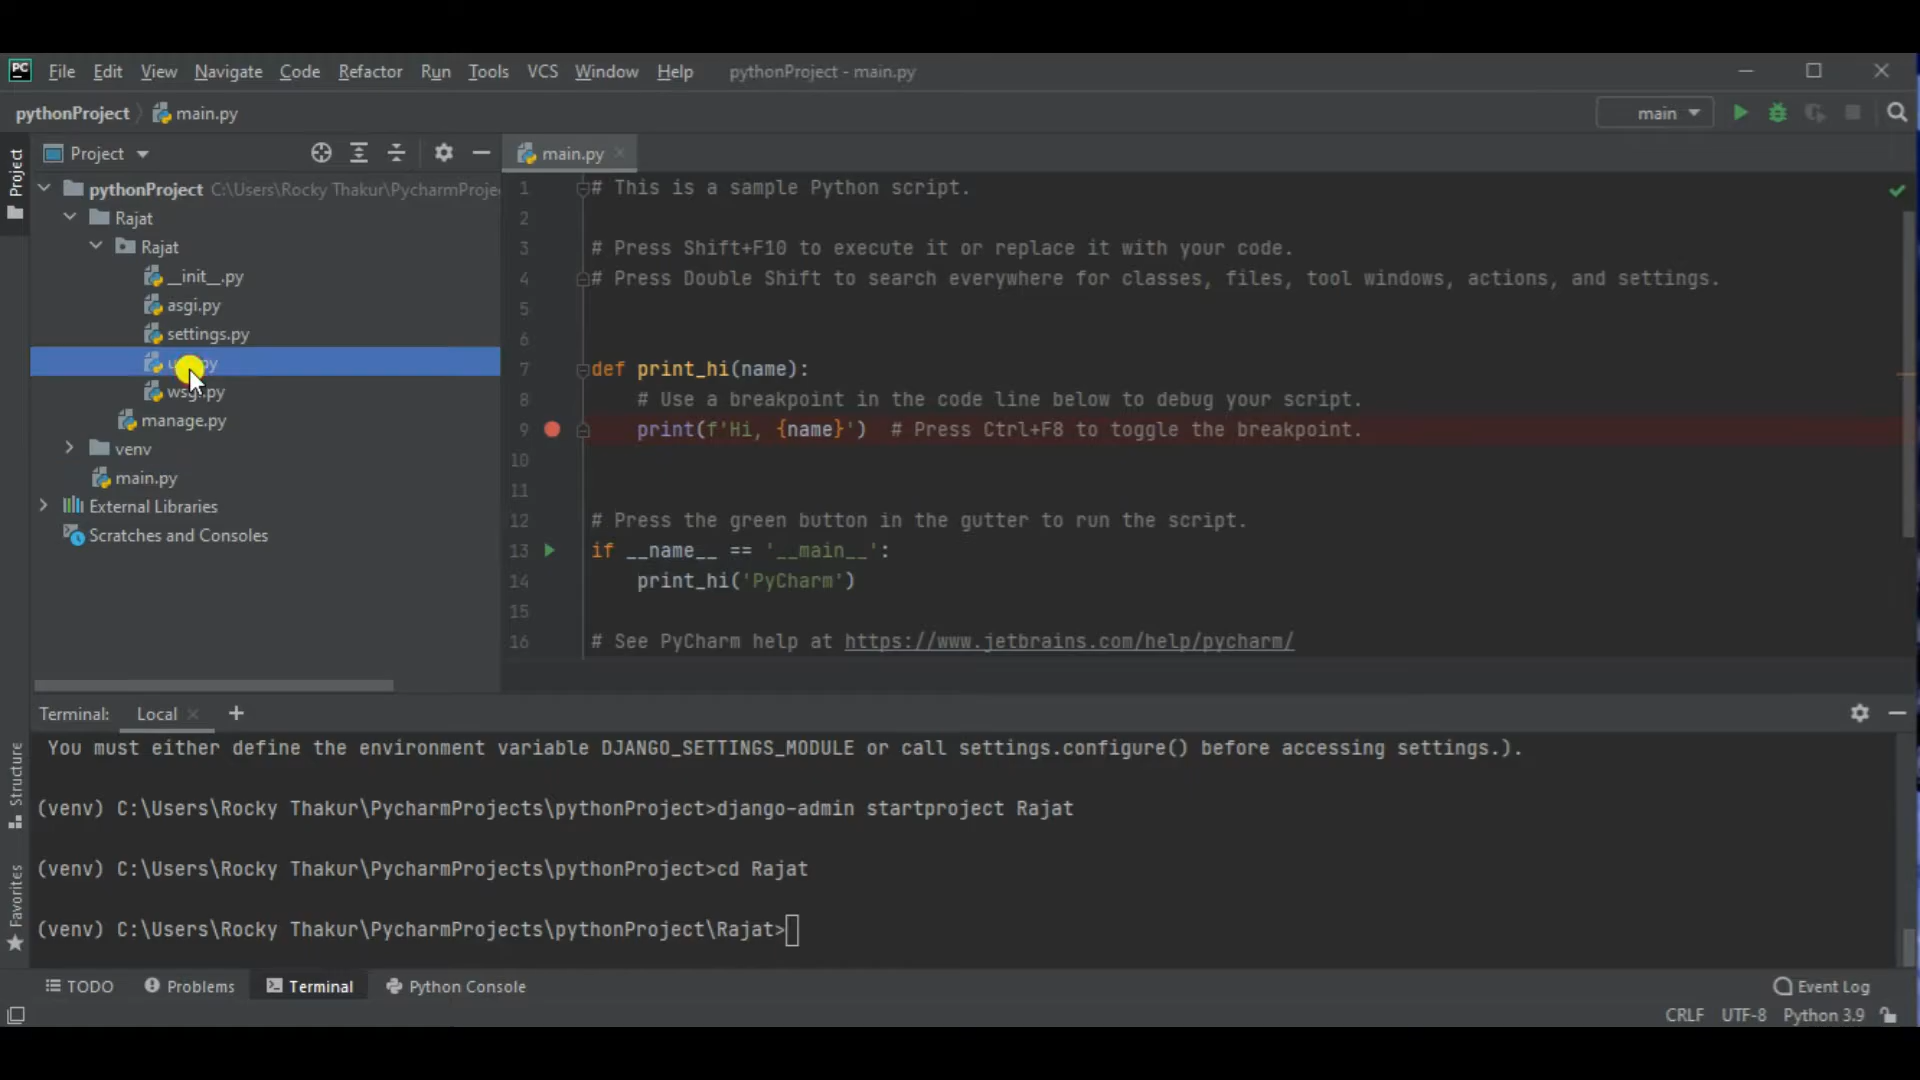 PC File Edit View Navigate Code Refactor Run Tools VCS Window Help pythonProject - main.py
pythonProject main.py main
Project main.py
Project
pythonProject C:\Users\Rocky Thakur\PycharmProje
Rajat
Rajat
__init__.py
asgi.py
settings.py
wsgi.py
manage.py
venv
main.py
External Libraries
Scratches and Consoles
1 # This is a sample Python script.
2
3 # Press Shift+F10 to execute it or replace it with your code.
4 # Press Double Shift to search everywhere for classes, files, tool windows, actions, and settings.
5
6
7 def print_hi(name):
8 # Use a breakpoint in the code line below to debug your script.
9 print(f'Hi, {name}') # Press Ctrl+F8 to toggle the breakpoint.
10
11
12 # Press the green button in the gutter to run the script.
13 if __name__ == '__main__':
14 print_hi('PyCharm')
15
16 # See PyCharm help at https://www.jetbrains.com/help/pycharm/
Terminal: Local
You must either define the environment variable DJANGO_SETTINGS_MODULE or call settings.configure() before accessing settings.).
(venv) C:\Users\Rocky Thakur\PycharmProjects\pythonProject>django-admin startproject Rajat
(venv) C:\Users\Rocky Thakur\PycharmProjects\pythonProject>cd Rajat
(venv) C:\Users\Rocky Thakur\PycharmProjects\pythonProject\Rajat>
Structure
Favorites
TODO Problems Terminal Python Console Event Log
CRLF UTF-8 Python 3.9